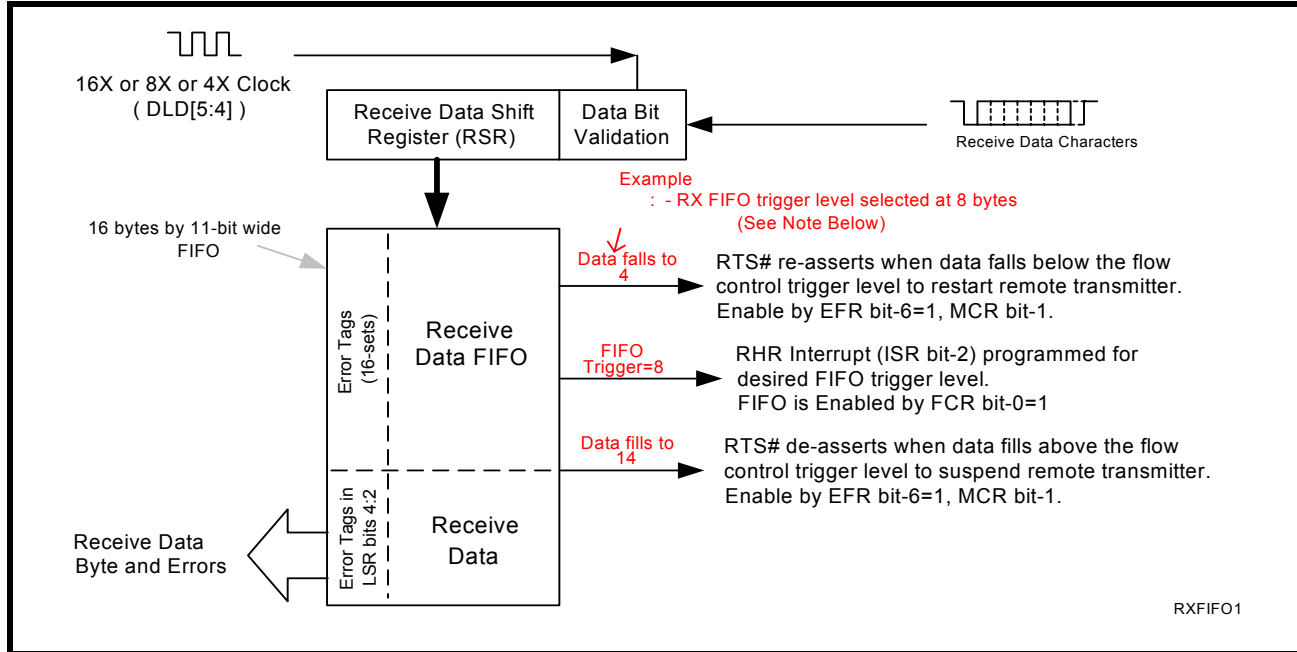 16X or 8X or 4X Clock
( DLD[5:4] )
Receive Data Shift
Register (RSR)
Data Bit
Validation
Receive Data Characters
Example
: - RX FIFO trigger level selected at 8 bytes
(See Note Below)
16 bytes by 11-bit wide
FIFO
Data falls to
4
RTS# re-asserts when data falls below the flow
control trigger level to restart remote transmitter.
Enable by EFR bit-6=1, MCR bit-1.
Error Tags
(16-sets)
Receive
Data FIFO
FIFO
Trigger=8
RHR Interrupt (ISR bit-2) programmed for
desired FIFO trigger level.
FIFO is Enabled by FCR bit-0=1
Data fills to
14
RTS# de-asserts when data fills above the flow
control trigger level to suspend remote transmitter.
Enable by EFR bit-6=1, MCR bit-1.
Error Tags in
LSR bits 4:2
Receive
Data
Receive Data
Byte and Errors
RXFIFO1